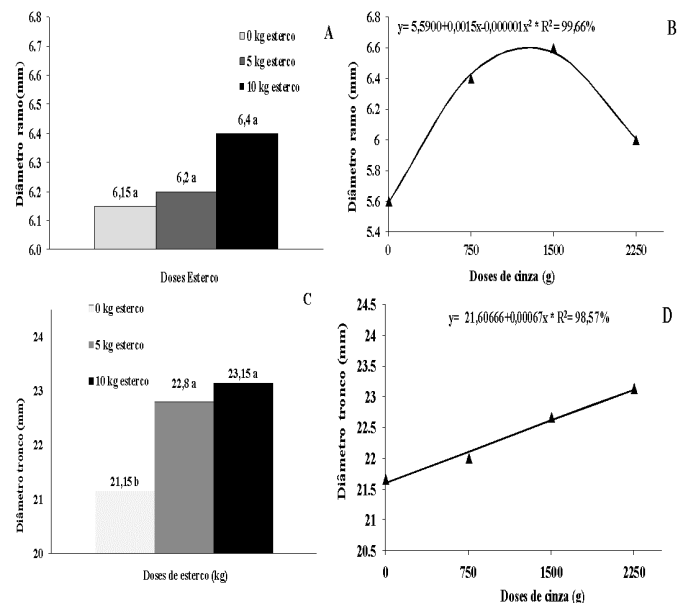 A
0 kg esterco
5 kg esterco
10 kg esterco
6.8
6.7
6.6
6.5
6.4
6.3
6.2
6.1
6.0
6,15 a
6,2 a
6,4 a
Diâmetro ramo(mm)
Doses Esterco
B
y= 5,5900+0,0015x-0,000001x² * R²= 99,66%
6.8
6.6
6.4
6.2
6
5.8
5.6
5.4
0 750 1500 2250
Diâmetro ramo (mm)
Doses de cinza (g)
C
0 kg esterco
5 kg esterco
10 kg esterco
24
23
22
21
20
21,15 b
22,8 a
23,15 a
Diâmetro tronco (mm)
Doses de esterco (kg)
D
y= 21,60666+0,00067x * R²= 98,57%
24.5
24
23.5
23
22.5
22
21.5
21
20.5
0 750 1500 2250
Diâmetro tronco (mm)
Doses de cinza (g)